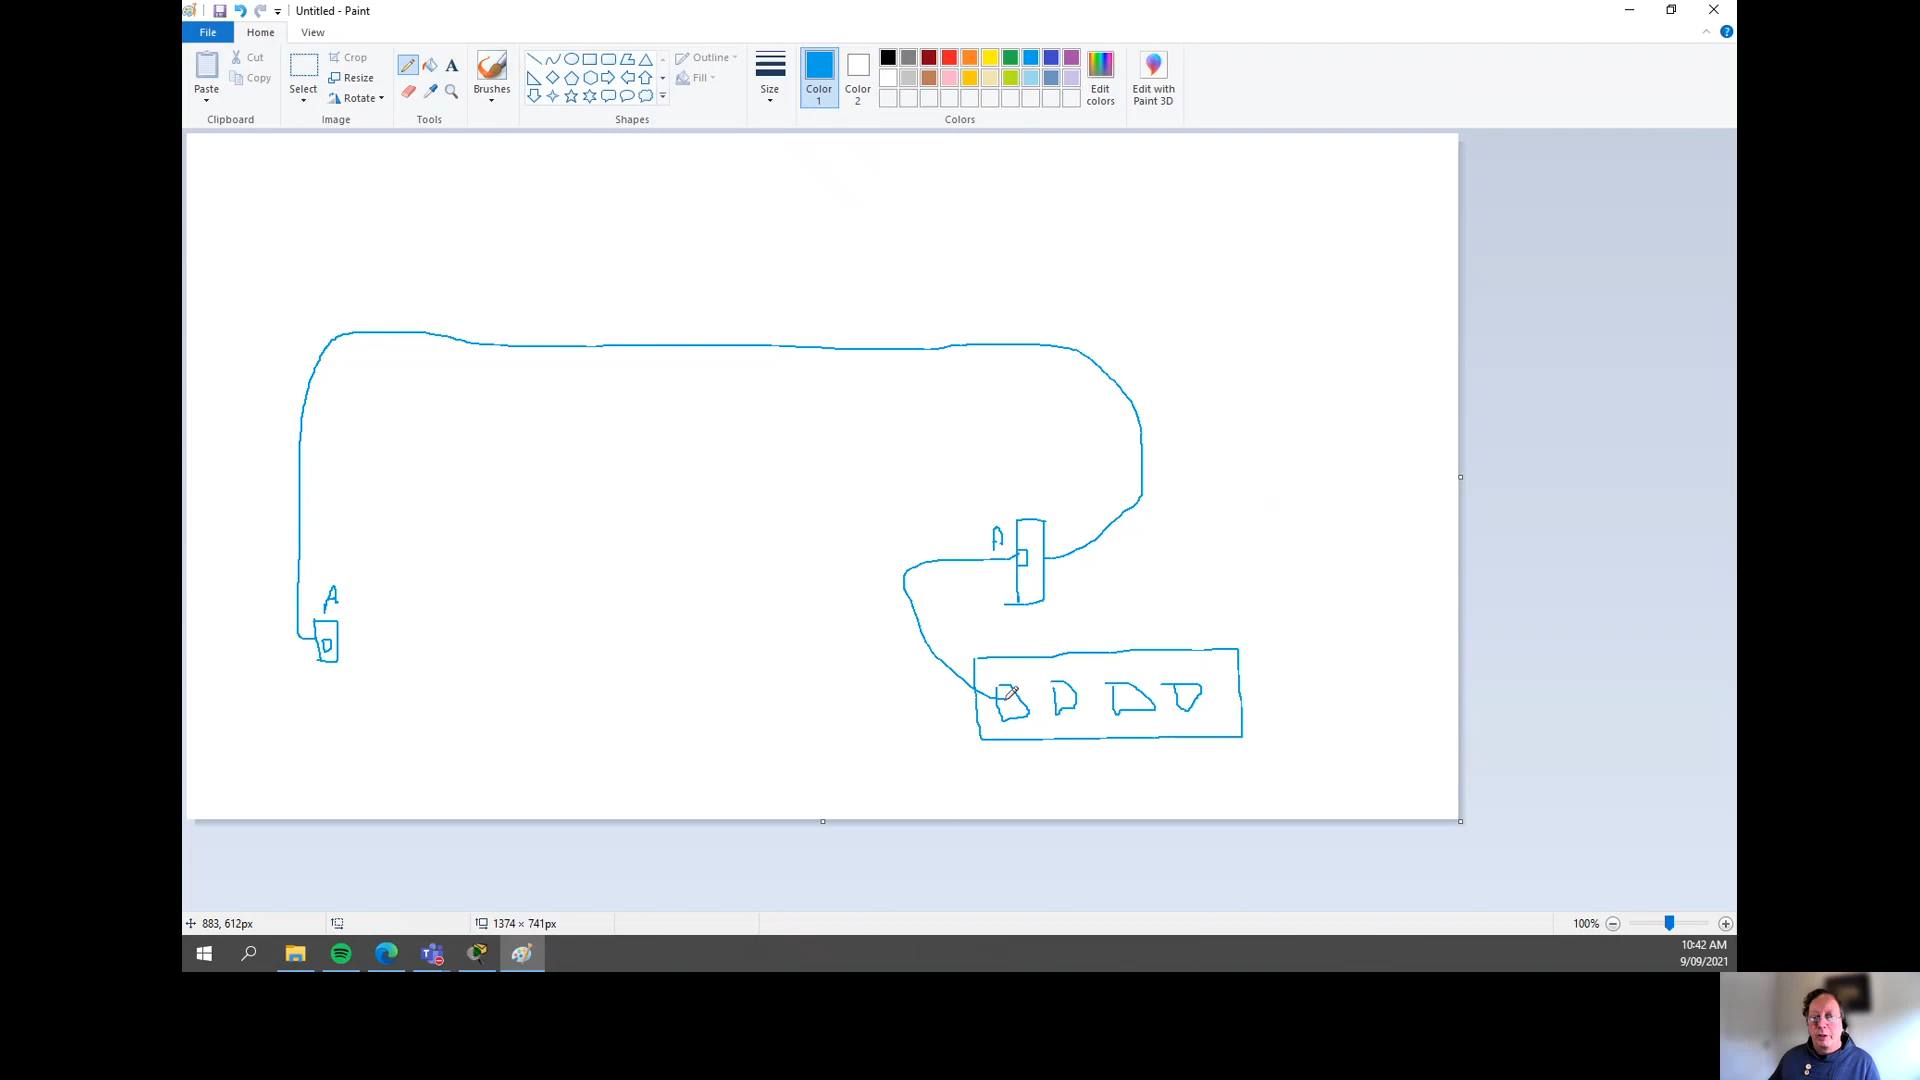 Untitled - Paint
File Home View
Paste
Cut
Copy
Clipboard
Select
Crop
Resize
Rotate
Image
Tools
Brushes
Outline
Fill
Shapes
Size
Color 1
Color 2
Edit colors
Colors
Edit with Paint 3D
A
A
883, 612px
1374 × 741px
100%
10:42 AM
9/09/2021